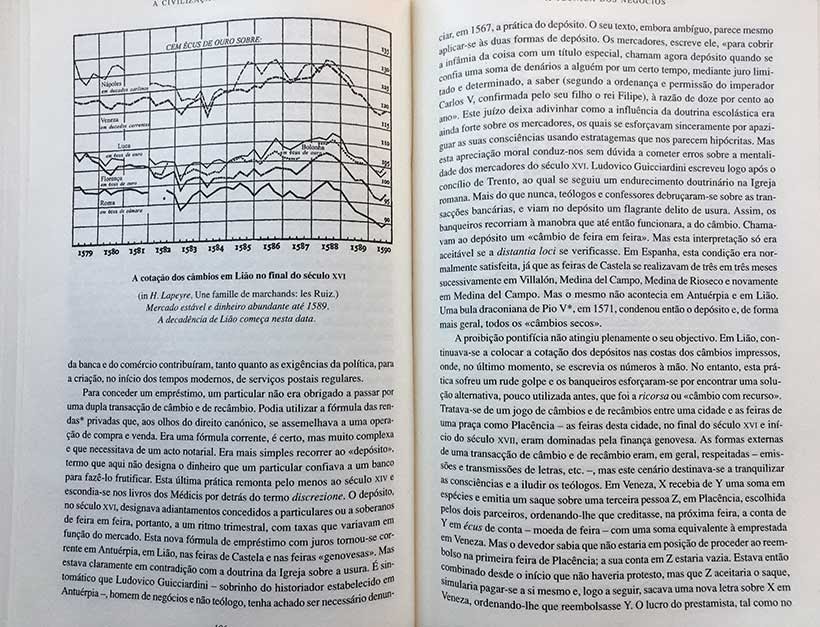 A CIVILIZAÇ
CEM ÉCUS DE OURO SOBRE:
135
130
125
120
115
110
105
100
95
90
Nápoles
em ducados carlinos
Veneza
em ducados correntes
Luca
em écus de ouro
Bolonha
em écus de ouro
Florença
em écus de ouro
Roma
em écus de câmara
1579 1580 1581 1582 1583 1584 1585 1586 1587 1588 1589 1590
A cotação dos câmbios em Lião no final do século XVI
(in H. Lapeyre, Une famille de marchands: les Ruiz.)
Mercado estável e dinheiro abundante até 1589.
A decadência de Lião começa nesta data.
da banca e do comércio contribuíram, tanto quanto as exigências da política, para
a criação, no início dos tempos modernos, de serviços postais regulares.
Para conceder um empréstimo, um particular não era obrigado a passar por
uma dupla transacção de câmbio e de recâmbio. Podia utilizar a fórmula das ren-
das* privadas que, aos olhos do direito canónico, se assemelhava a uma opera-
ção de compra e venda. Era uma fórmula corrente, é certo, mas muito complexa
e que necessitava de um acto notarial. Era mais simples recorrer ao «depósito»,
termo que aqui não designa o dinheiro que um particular confiava a um banco
para fazê-lo frutificar. Esta última prática remonta pelo menos ao século XIV e
escondia-se nos livros dos Médicis por detrás do termo discrezione. O depósito,
no século XVI, designava adiantamentos concedidos a particulares ou a soberanos
de feira em feira, portanto, a um ritmo trimestral, com taxas que variavam em
função do mercado. Esta nova fórmula de empréstimo com juros tornou-se cor-
rente em Antuérpia, em Lião, nas feiras de Castela e nas feiras «genovesas». Mas
estava claramente em contradição com a doutrina da Igreja sobre a usura. É sin-
tomático que Ludovico Guicciardini – sobrinho do historiador estabelecido em
Antuérpia –, homem de negócios e não teólogo, tenha achado ser necessário denun-
DOS NEGÓCIOS
ciar, em 1567, a prática do depósito. O seu texto, embora ambíguo, parece mesmo
aplicar-se às duas formas de depósito. Os mercadores, escreve ele, «para cobrir
a infâmia da coisa com um título especial, chamam agora depósito quando se
confia uma soma de denários a alguém por um certo tempo, mediante juro limi-
tado e determinado, a saber (segundo a ordenança e permissão do imperador
Carlos V, confirmada pelo seu filho o rei Filipe), à razão de doze por cento ao
ano». Este juízo deixa adivinhar como a influência da doutrina escolástica era
ainda forte sobre os mercadores, os quais se esforçavam sinceramente por apazi-
guar as suas consciências usando estratagemas que nos parecem hipócritas. Mas
esta apreciação moral conduz-nos sem dúvida a cometer erros sobre a mentali-
dade dos mercadores do século XVI. Ludovico Guicciardini escreveu logo após o
concílio de Trento, ao qual se seguiu um endurecimento doutrinário na Igreja
romana. Mais do que nunca, teólogos e confessores debruçaram-se sobre as tran-
sacções bancárias, e viam no depósito um flagrante delito de usura. Assim, os
banqueiros recorriam à manobra que até então funcionara, a do câmbio. Chama-
vam ao depósito um «câmbio de feira em feira». Mas esta interpretação só era
aceitável se a distantia loci se verificasse. Em Espanha, esta condição era nor-
malmente satisfeita, já que as feiras de Castela se realizavam de três em três meses
sucessivamente em Villalón, Medina del Campo, Medina de Rioseco e novamente
em Medina del Campo. Mas o mesmo não acontecia em Antuérpia e em Lião.
Uma bula draconiana de Pio V*, em 1571, condenou então o depósito e, de forma
mais geral, todos os «câmbios secos».
A proibição pontifícia não atingiu plenamente o seu objectivo. Em Lião, con-
tinuava-se a colocar a cotação dos depósitos nas costas dos câmbios impressos,
onde, no último momento, se escrevia os números à mão. No entanto, esta prá-
tica sofreu um rude golpe e os banqueiros esforçaram-se por encontrar uma solu-
ção alternativa, pouco utilizada antes, que foi a ricorsa ou «câmbio com recurso».
Tratava-se de um jogo de câmbios e de recâmbios entre uma cidade e as feiras de
uma praça como Placência – as feiras desta cidade, no final do século XVI e iní-
cio do século XVII, eram dominadas pela finança genovesa. As formas externas
de uma transacção de câmbio e de recâmbio eram, em geral, respeitadas – emis-
sões e transmissões de letras, etc. –, mas este cenário destinava-se a tranquilizar
as consciências e a iludir os teólogos. Em Veneza, X recebia de Y uma soma em
espécies e emitia um saque sobre uma terceira pessoa Z, em Placência, escolhida
pelos dois parceiros, ordenando-lhe que creditasse, na próxima feira, a conta de
Y em écus de conta – moeda de feira – com uma soma equivalente à emprestada
em Veneza. Mas o devedor sabia que não estaria em posição de proceder ao reem-
bolso na primeira feira de Placência; a sua conta em Z estaria vazia. Estava então
combinado desde o início que não haveria protesto, mas que Z aceitaria o saque,
simularia pagar-se a si mesmo e, logo a seguir, sacava uma nova letra sobre X em
Veneza, ordenando-lhe que reembolsasse Y. O lucro do prestamista, tal como no